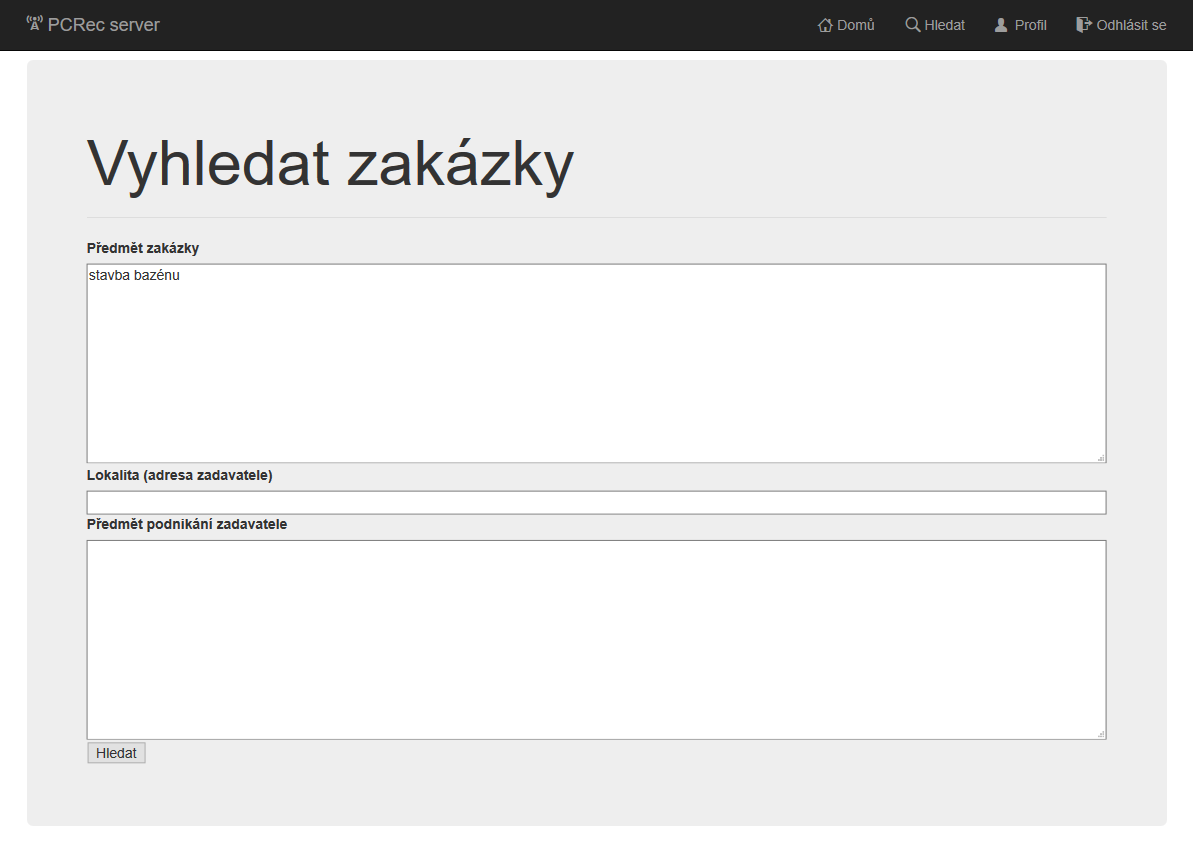 PCRec server
Domů
Hledat
Profil
Odhlásit se
Vyhledat zakázky
Předmět zakázky
stavba bazénu
Lokalita (adresa zadavatele)
Předmět podnikání zadavatele
Hledat